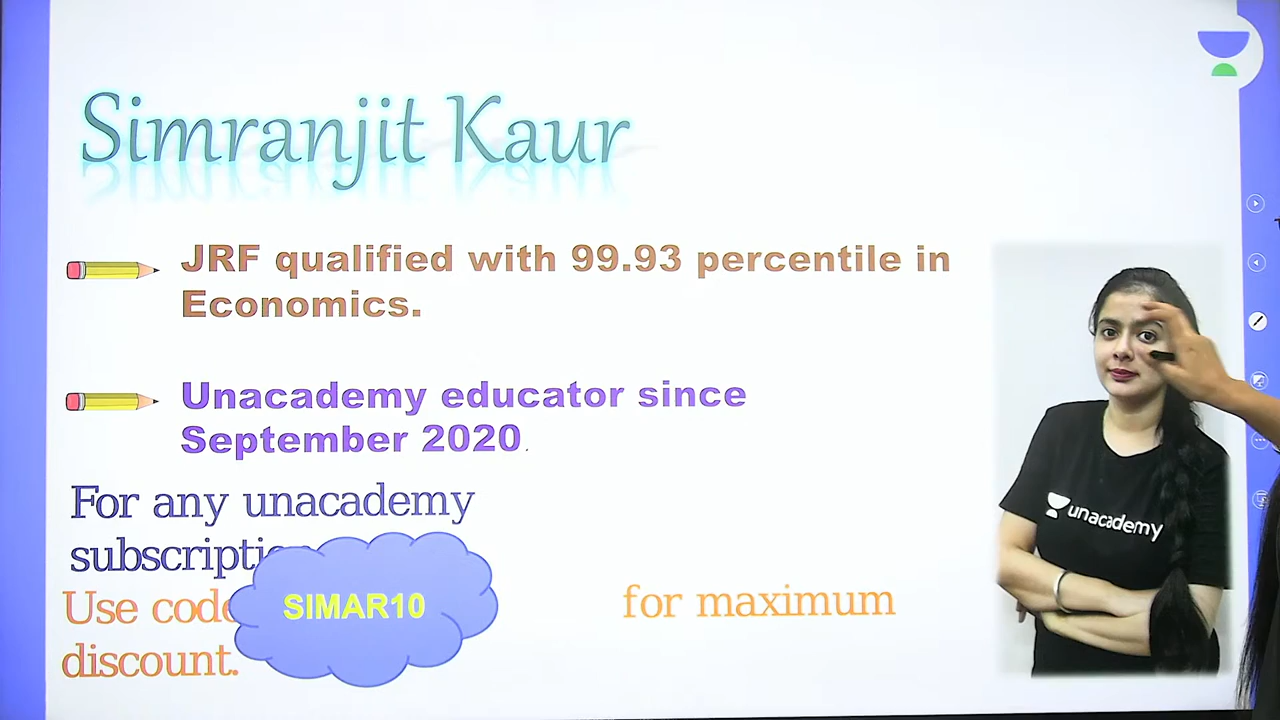 Simranjit Kaur
JRF qualified with 99.93 percentile in
Economics.
Unacademy educator since
September 2020.
For any unacademy
Use code SIMAR10 for maximum
discount.
unacademy